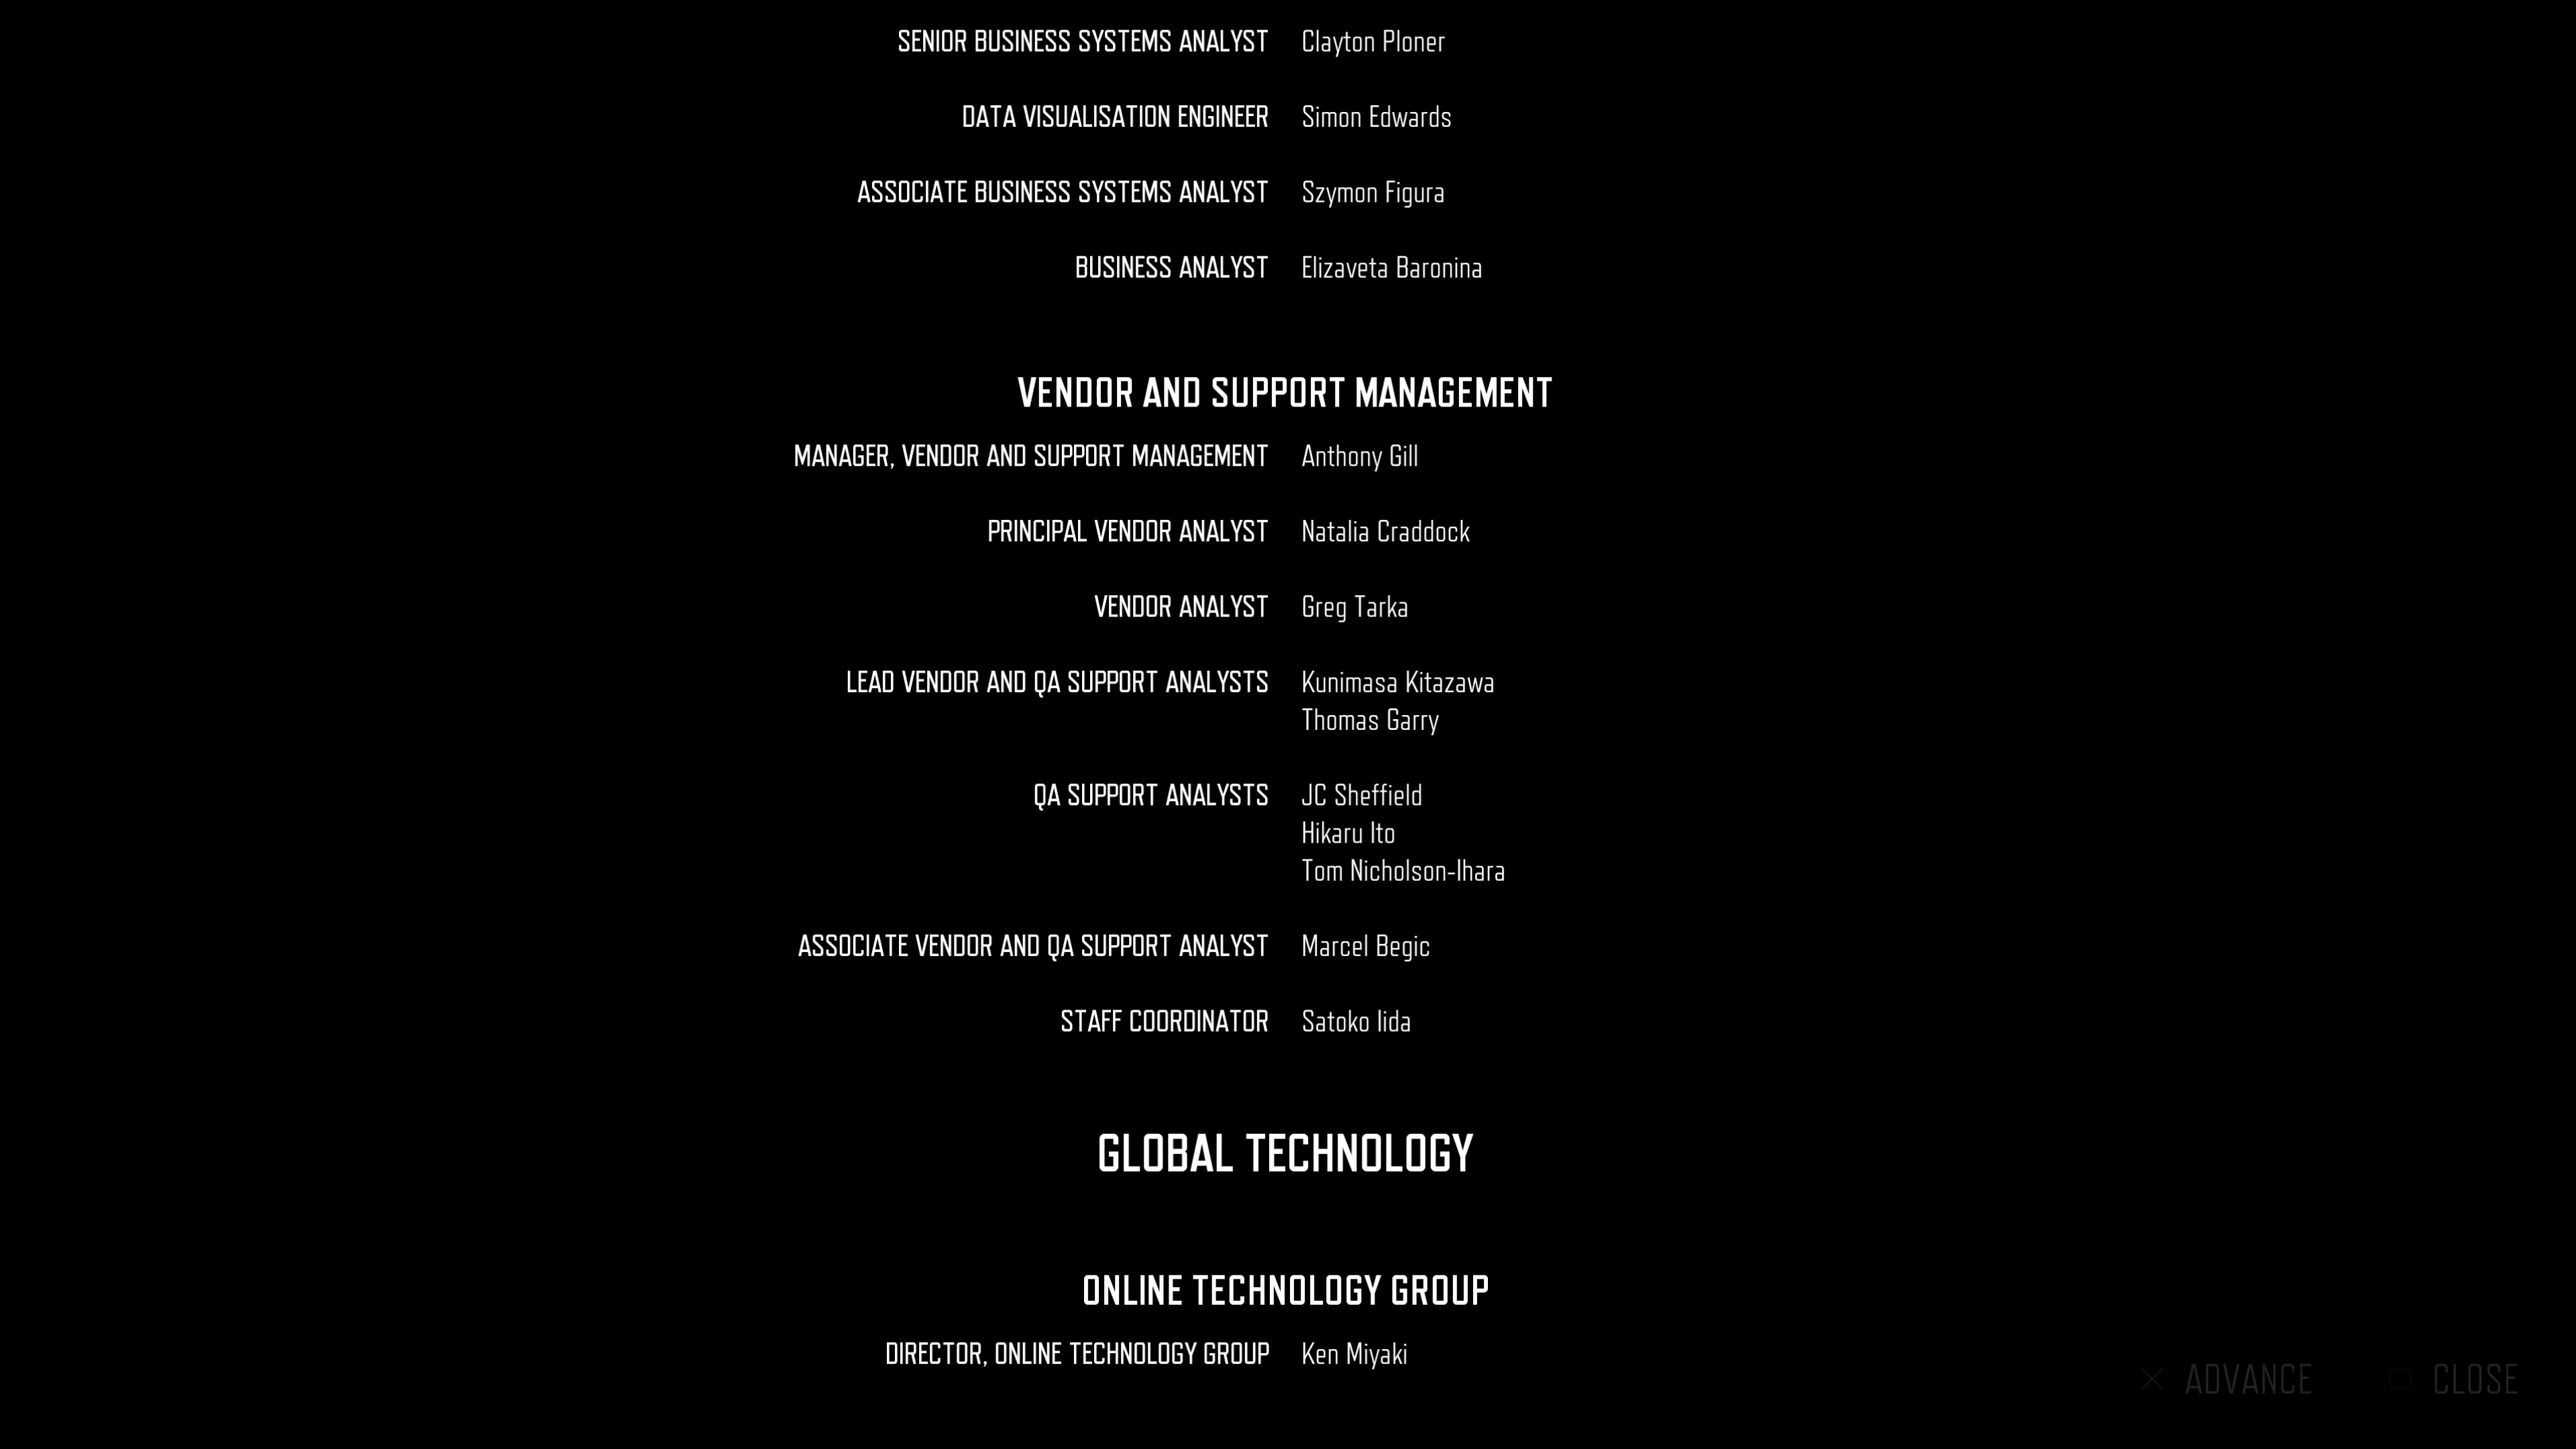 SENIOR BUSINESS SYSTEMS ANALYST Clayton Ploner
DATA VISUALISATION ENGINEER Simon Edwards
ASSOCIATE BUSINESS SYSTEMS ANALYST Szymon Figura
BUSINESS ANALYST Elizaveta Baronina
VENDOR AND SUPPORT MANAGEMENT
MANAGER, VENDOR AND SUPPORT MANAGEMENT Anthony Gill
PRINCIPAL VENDOR ANALYST Natalia Craddock
VENDOR ANALYST Greg Tarka
LEAD VENDOR AND QA SUPPORT ANALYSTS Kunimasa Kitazawa
Thomas Garry
QA SUPPORT ANALYSTS JC Sheffield
Hikaru Ito
Tom Nicholson-Ihara
ASSOCIATE VENDOR AND QA SUPPORT ANALYST Marcel Begic
STAFF COORDINATOR Satoko Iida
GLOBAL TECHNOLOGY
ONLINE TECHNOLOGY GROUP
DIRECTOR, ONLINE TECHNOLOGY GROUP Ken Miyaki
ADVANCE CLOSE